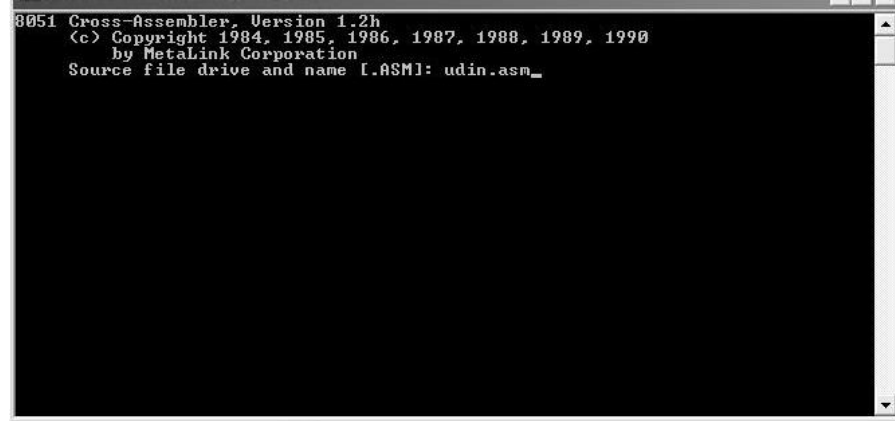 8051 Cross-Assembler, Version 1.2h
(c) Copyright 1984, 1985, 1986, 1987, 1988, 1989, 1990
by MetaLink Corporation
Source file drive and name [.ASM]: udin.asm_